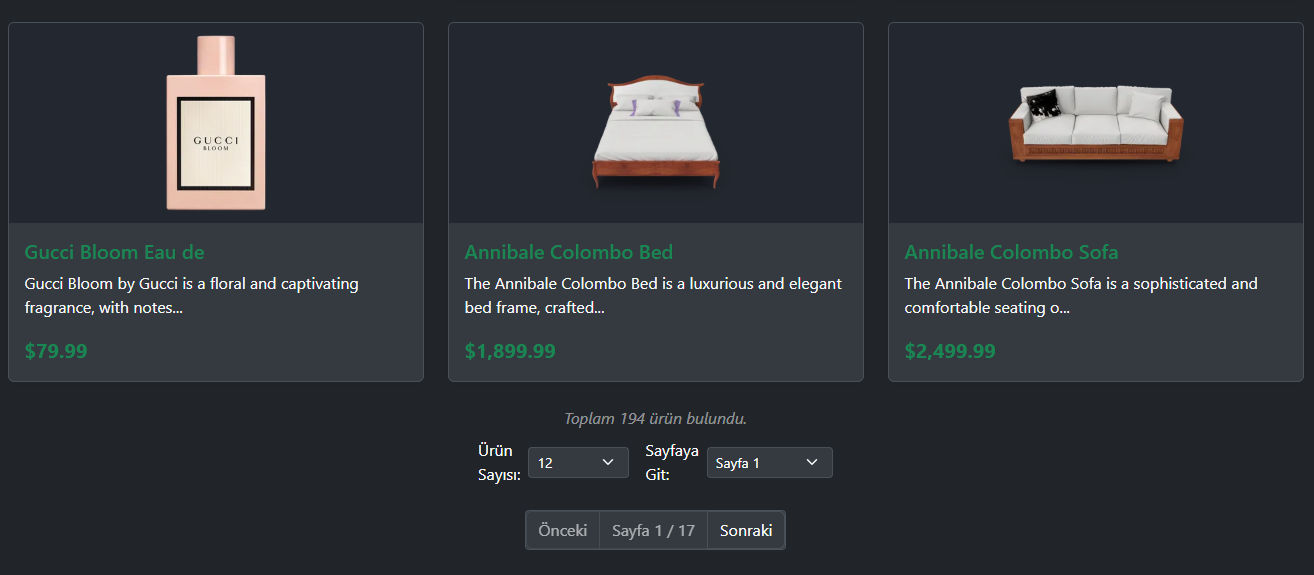 GUCCI
BLOOM
Gucci Bloom Eau de
Gucci Bloom by Gucci is a floral and captivating
fragrance, with notes...
$79.99
Annibale Colombo Bed
The Annibale Colombo Bed is a luxurious and elegant
bed frame, crafted...
$1,899.99
Annibale Colombo Sofa
The Annibale Colombo Sofa is a sophisticated and
comfortable seating o...
$2,499.99
Toplam 194 ürün bulundu.
Ürün
Sayısı:
12
Sayfaya
Git:
Sayfa 1
Önceki
Sayfa 1 / 17
Sonraki